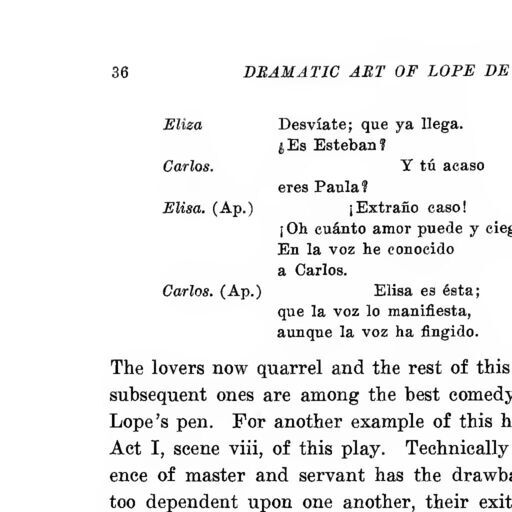 36 DRAMATIC ART OF LOPE DE
Eliza Desvíate; que ya llega.
¿Es Esteban?
Carlos. Y tú acaso
eres Paula?
Elisa. (Ap.) ¡Extraño caso!
¡Oh cuánto amor puede y
En la voz he conocido
a Carlos.
Carlos. (Ap.) Elisa es ésta;
que la voz lo manifiesta,
aunque la voz ha fingido.
The lovers now quarrel and the rest of this
subsequent ones are among the best comedy
Lope's pen. For another example of this
Act I, scene viii, of this play. Technically
ence of master and servant has the
too dependent upon one another, their